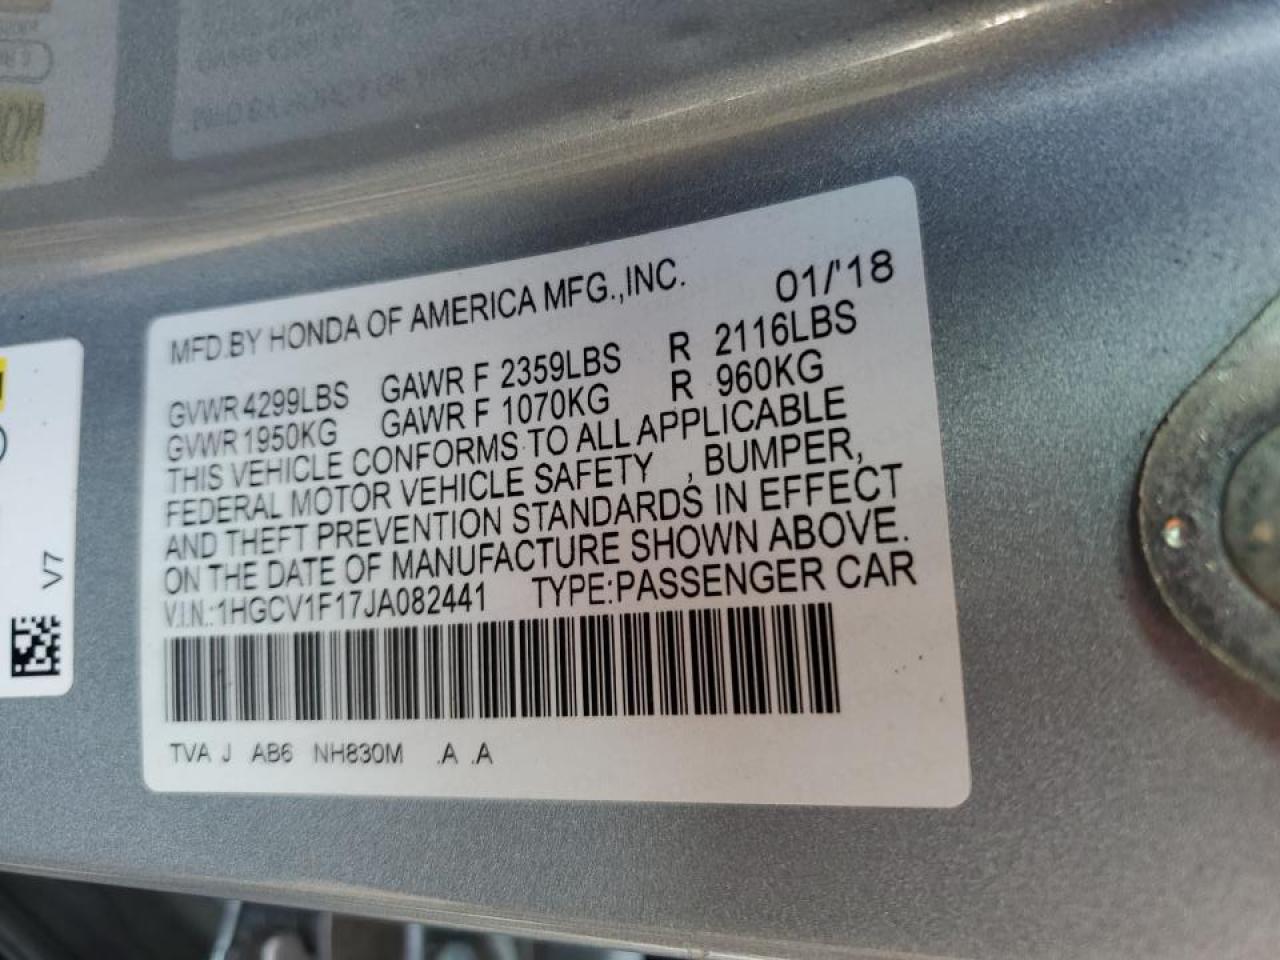 MFD.BY HONDA OF AMERICA MFG.,INC. 01/'18
GVWR 4299LBS GAWR F 2359LBS R 2116LBS
GVWR 1950KG GAWR F 1070KG R 960KG
THIS VEHICLE CONFORMS TO ALL APPLICABLE
FEDERAL MOTOR VEHICLE SAFETY , BUMPER,
AND THEFT PREVENTION STANDARDS IN EFFECT
ON THE DATE OF MANUFACTURE SHOWN ABOVE.
V.I.N.:1HGCV1F17JA082441 TYPE:PASSENGER CAR
TVA J AB6 NH830M .A .A
V7